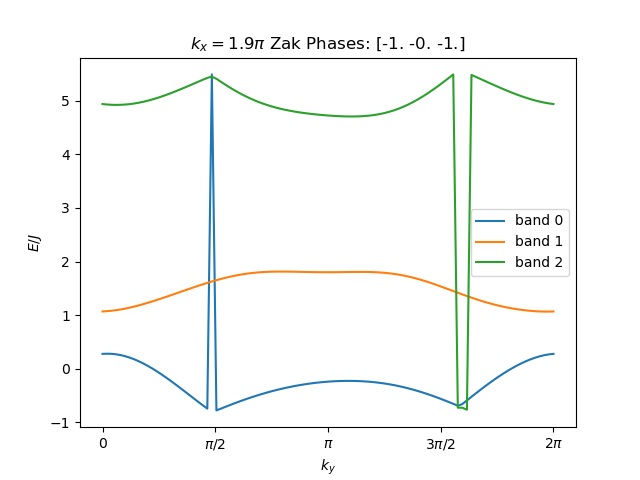 $k_x = 1.9\pi$ Zak Phases: [-1. -0. -1.]
5
4
3
2
1
0
−1
E/J
band 0
band 1
band 2
0
π/2
π
3π/2
2π
$k_y$